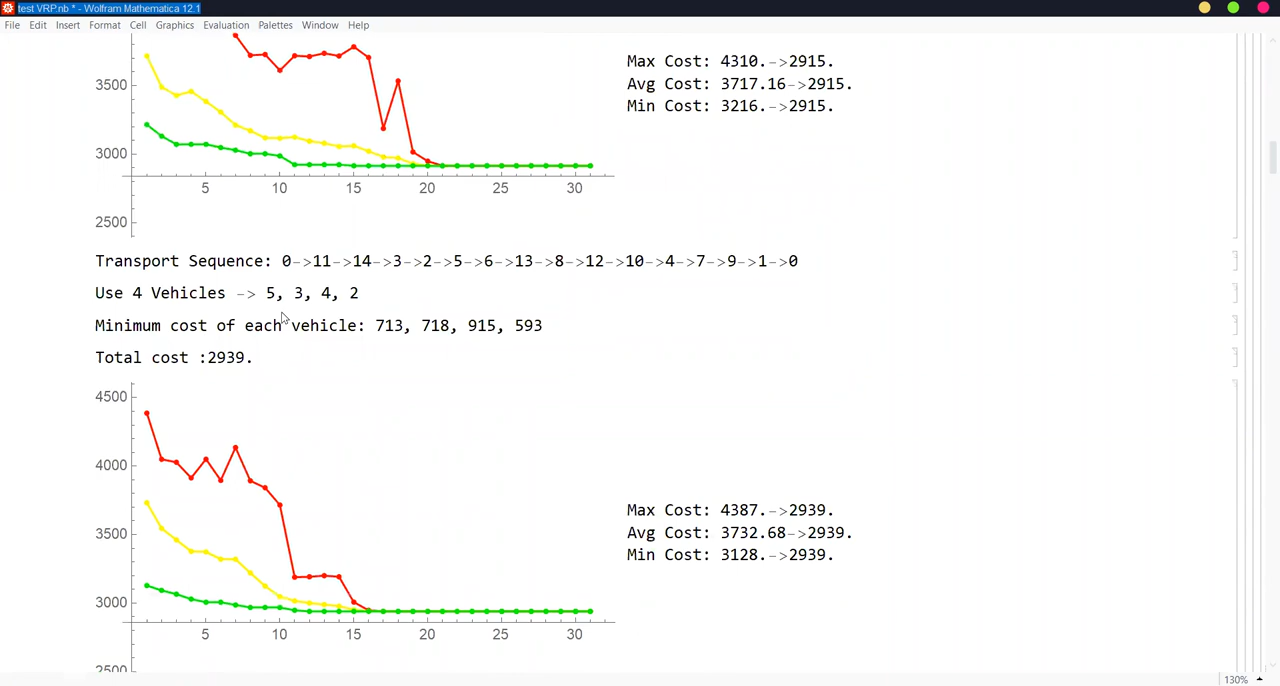 test VRP.nb * - Wolfram Mathematica 12.1
File Edit Insert Format Cell Graphics Evaluation Palettes Window Help
3500
3000
2500
5 10 15 20 25 30
Max Cost: 4310.->2915.
Avg Cost: 3717.16->2915.
Min Cost: 3216.->2915.
Transport Sequence: 0->11->14->3->2->5->6->13->8->12->10->4->7->9->1->0
Use 4 Vehicles -> 5, 3, 4, 2
Minimum cost of each vehicle: 713, 718, 915, 593
Total cost :2939.
4500
4000
3500
3000
2500
5 10 15 20 25 30
Max Cost: 4387.->2939.
Avg Cost: 3732.68->2939.
Min Cost: 3128.->2939.
130%